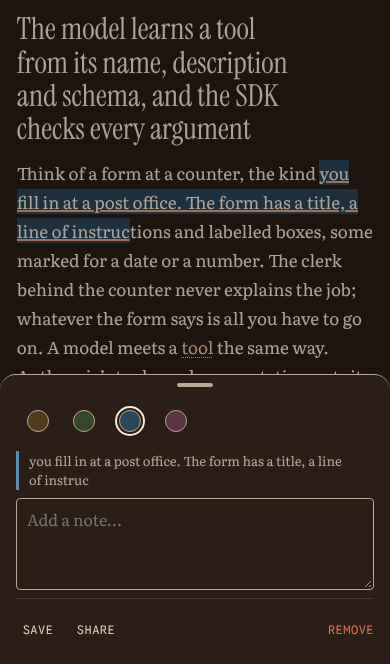 The model learns a tool
from its name, description
and schema, and the SDK
checks every argument
Think of a form at a counter, the kind you
fill in at a post office. The form has a title, a
line of instructions and labelled boxes, some
marked for a date or a number. The clerk
behind the counter never explains the job;
whatever the form says is all you have to go
on. A model meets a tool the same way.
you fill in at a post office. The form has a title, a line
of instruc
Add a note...
SAVE SHARE REMOVE